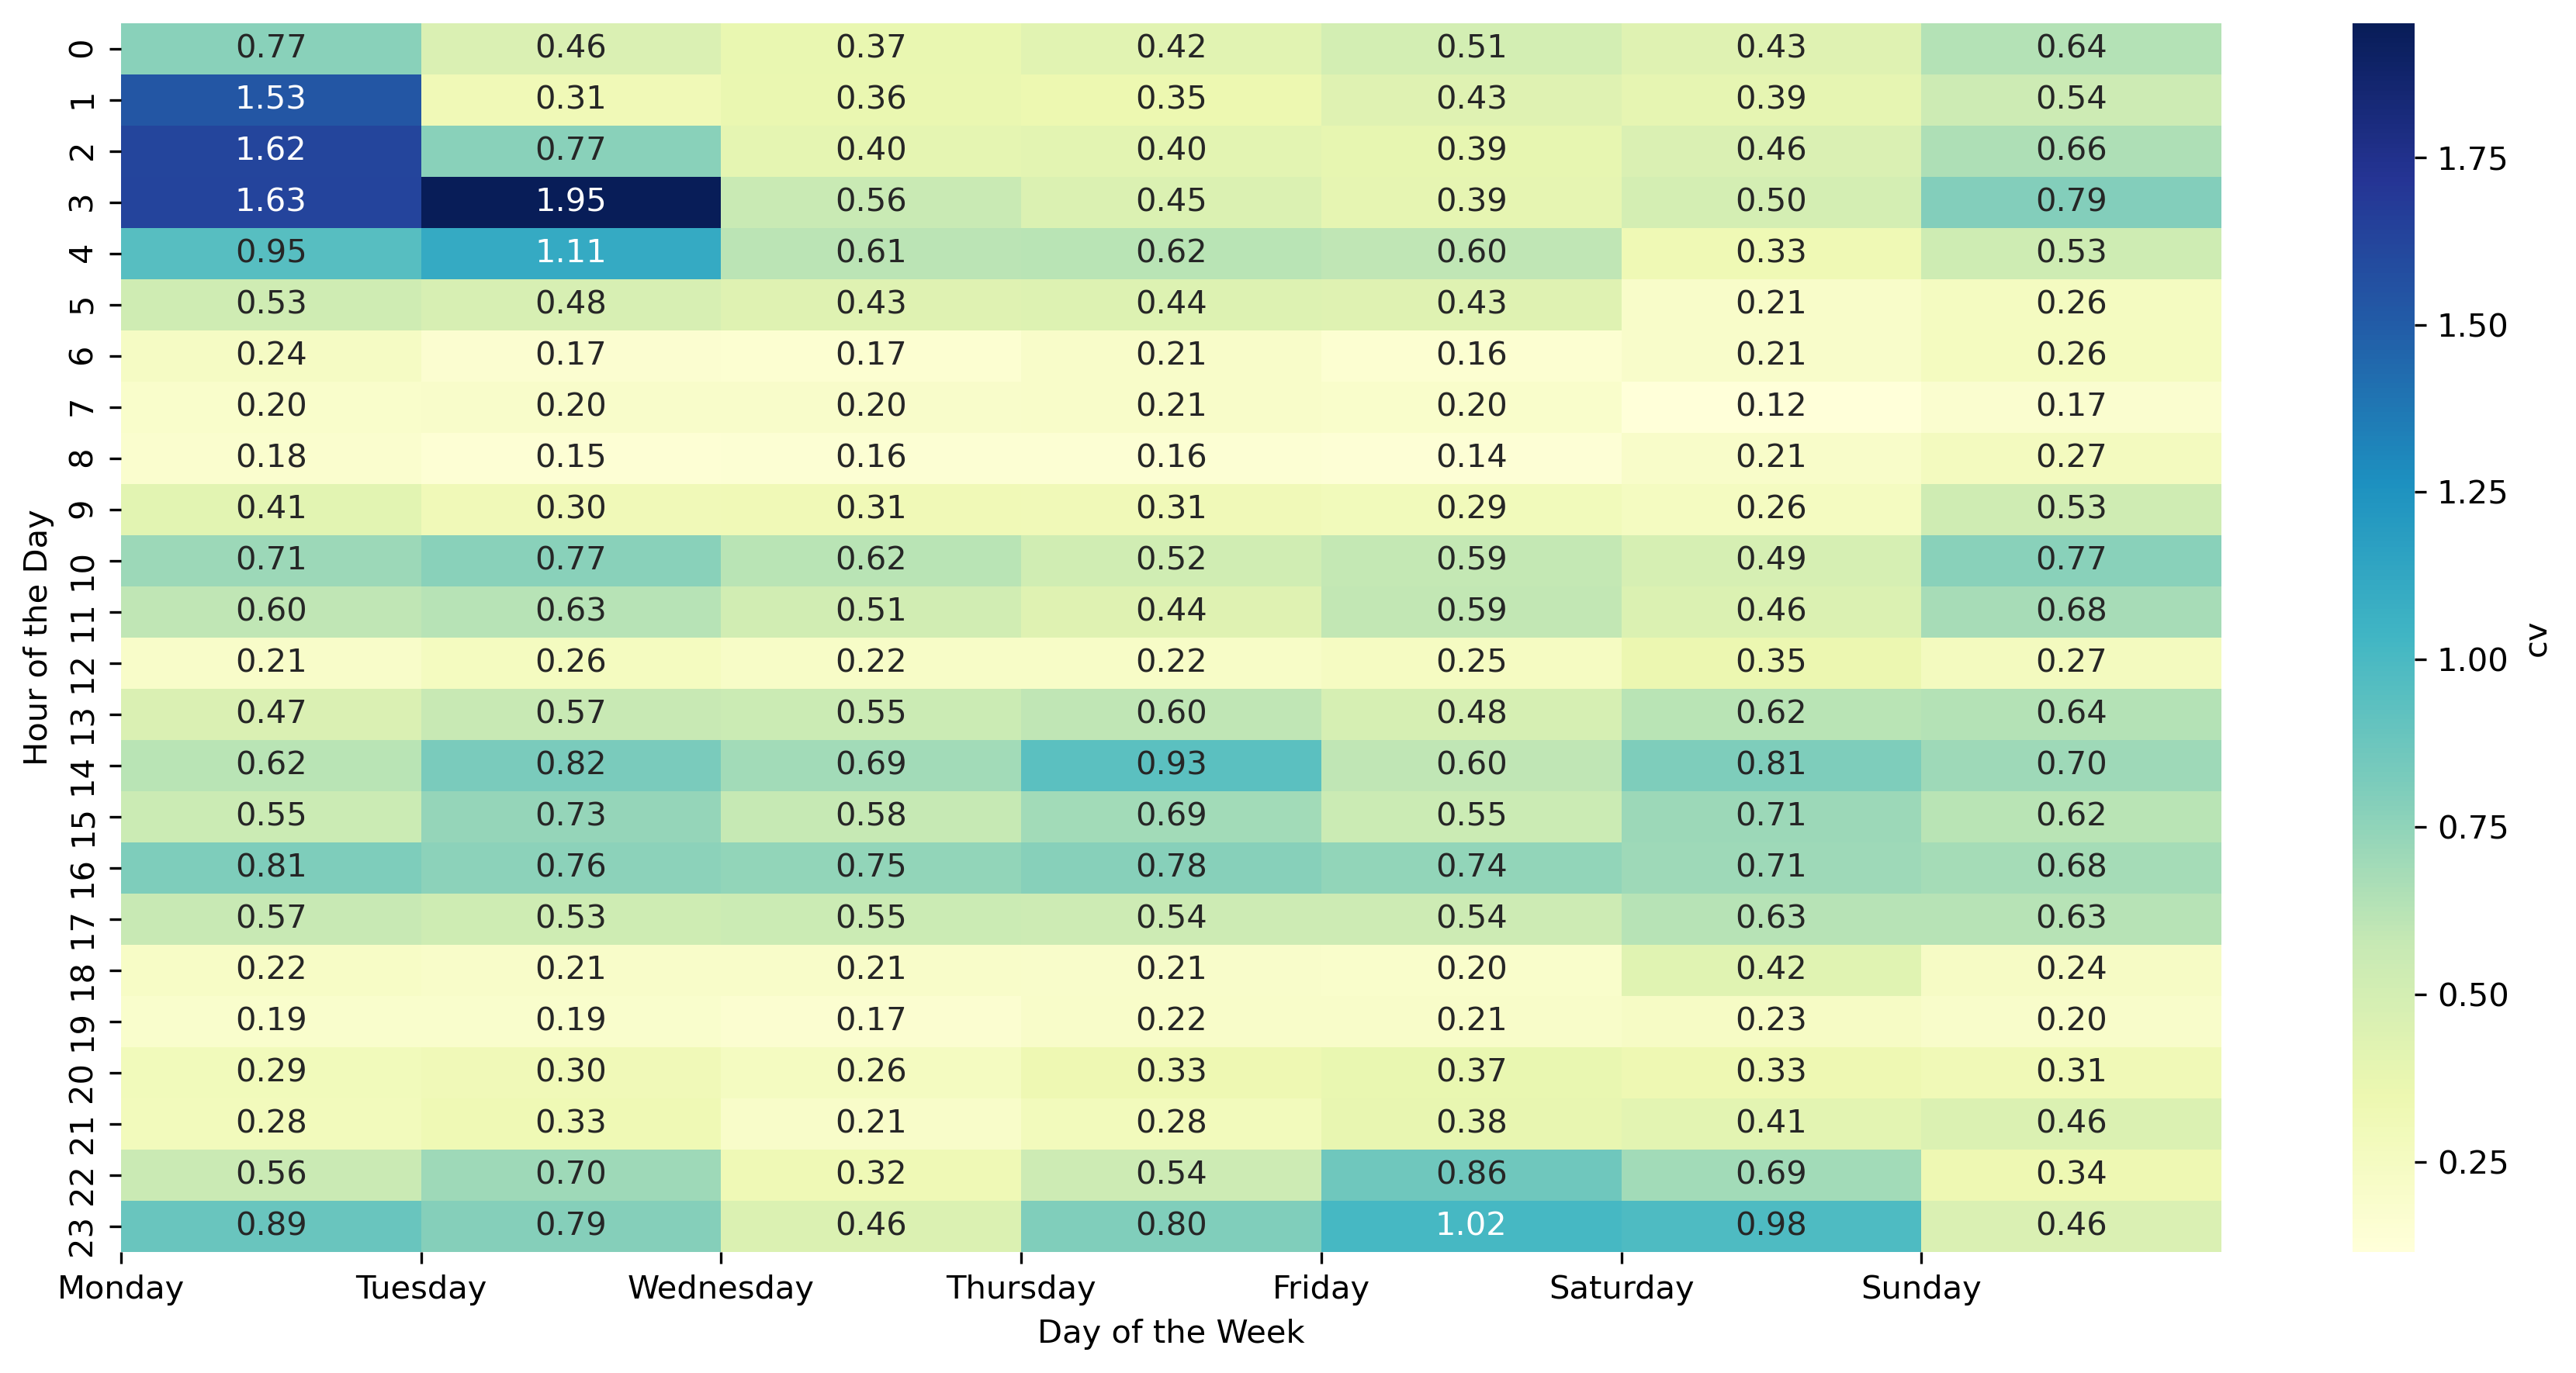 0 0.77 0.46 0.37 0.42 0.51 0.43 0.64
1 1.53 0.31 0.36 0.35 0.43 0.39 0.54
2 1.62 0.77 0.40 0.40 0.39 0.46 0.66
1.75
3 1.63 1.95 0.56 0.45 0.39 0.50 0.79
4 0.95 1.11 0.61 0.62 0.60 0.33 0.53
5 0.53 0.48 0.43 0.44 0.43 0.21 0.26
1.50
6 0.24 0.17 0.17 0.21 0.16 0.21 0.26
7 0.20 0.20 0.20 0.21 0.20 0.12 0.17
8 0.18 0.15 0.16 0.16 0.14 0.21 0.27
1.25
9 0.41 0.30 0.31 0.31 0.29 0.26 0.53
10 0.71 0.77 0.62 0.52 0.59 0.49 0.77
11 0.60 0.63 0.51 0.44 0.59 0.46 0.68
Hour of the Day
cv
12 0.21 0.26 0.22 0.22 0.25 0.35 0.27
1.00
13 0.47 0.57 0.55 0.60 0.48 0.62 0.64
14 0.62 0.82 0.69 0.93 0.60 0.81 0.70
15 0.55 0.73 0.58 0.69 0.55 0.71 0.62
0.75
16 0.81 0.76 0.75 0.78 0.74 0.71 0.68
17 0.57 0.53 0.55 0.54 0.54 0.63 0.63
18 0.22 0.21 0.21 0.21 0.20 0.42 0.24
0.50
19 0.19 0.19 0.17 0.22 0.21 0.23 0.20
20 0.29 0.30 0.26 0.33 0.37 0.33 0.31
21 0.28 0.33 0.21 0.28 0.38 0.41 0.46
0.25
22 0.56 0.70 0.32 0.54 0.86 0.69 0.34
23 0.89 0.79 0.46 0.80 1.02 0.98 0.46
Monday Tuesday Wednesday Thursday Friday Saturday Sunday
Day of the Week